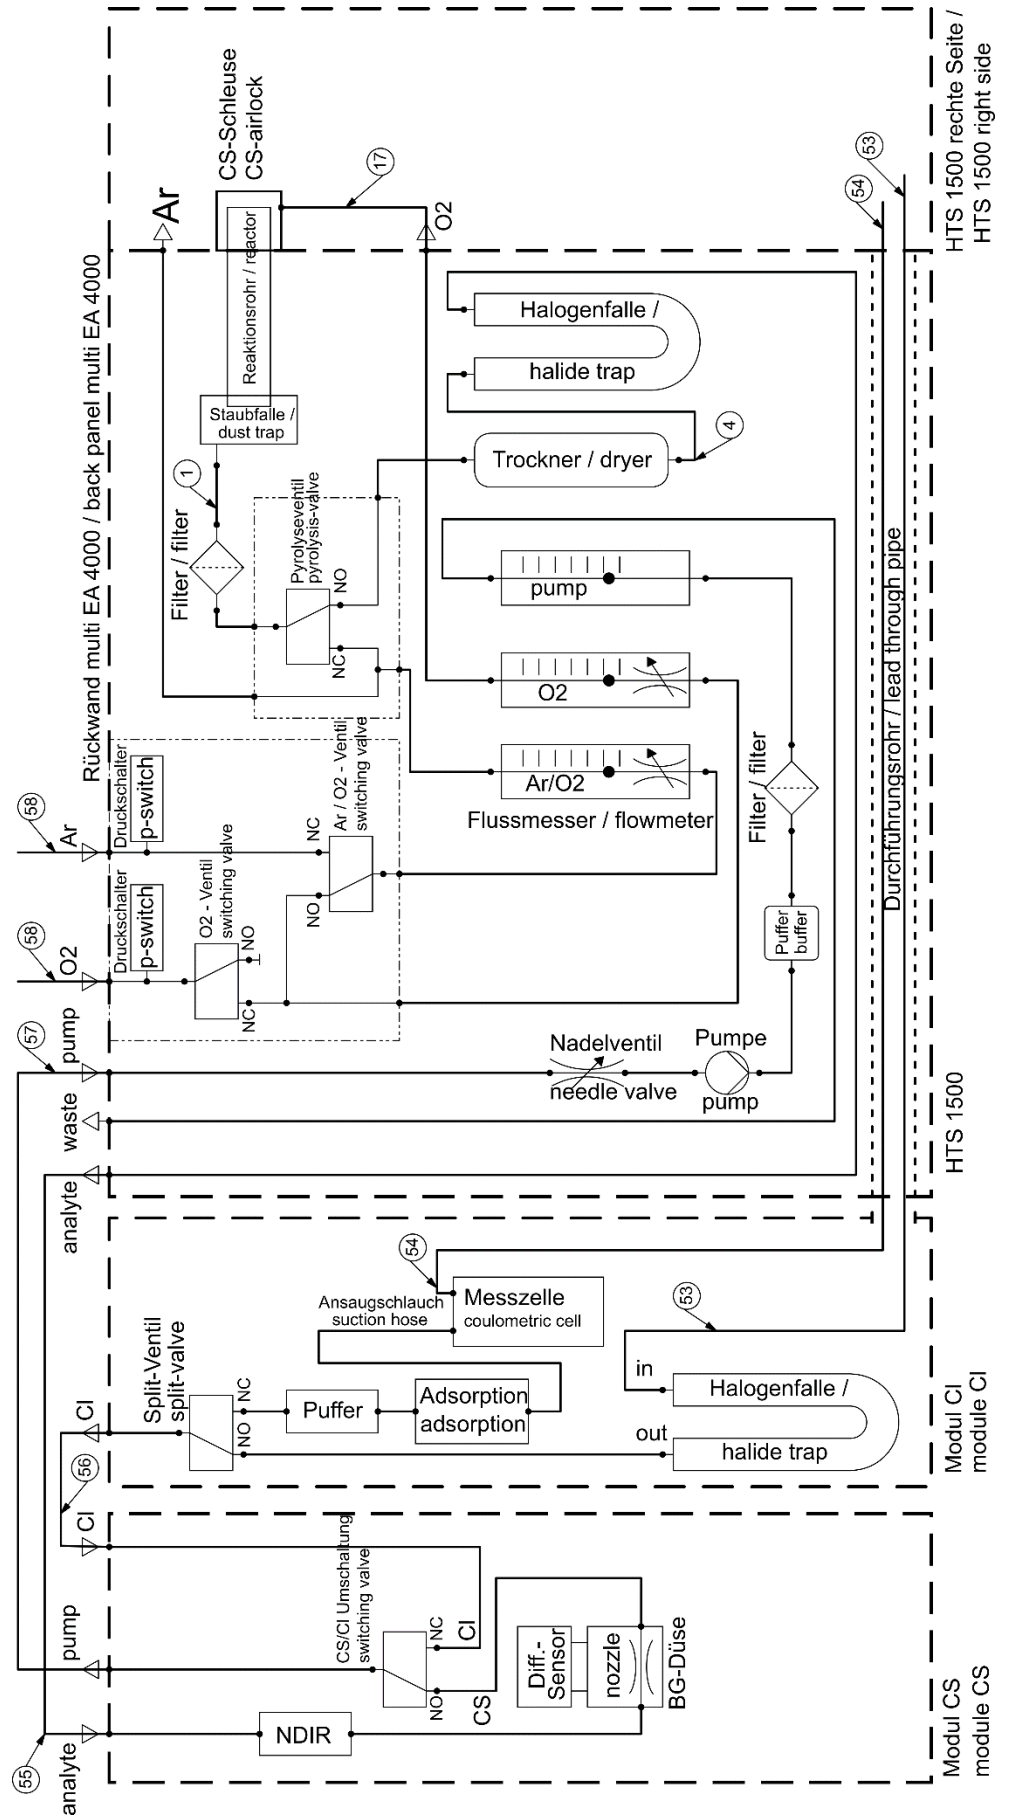 HTS 1500 rechte Seite /
HTS 1500 right side
CS-Schleuse
CS-airlock
Ar
17
O2
53
54
Rückwand multi EA 4000 / back panel multi EA 4000
Reaktionsrohr / reactor
Staubfalle /
dust trap
1
Filter / filter
Pyrolyseventil
pyrolysis-valve
NO
NC
Halogenfalle /
halide trap
Trockner / dryer
4
pump
O2
Ar/O2
Flussmesser / flowmeter
Filter / filter
Puffer
buffer
Durchführungsrohr / lead through pipe
58
Ar
Druckschalter
p-switch
Ar / O2 - Ventil
switching valve
NC
NO
58
O2
Druckschalter
p-switch
O2 - Ventil
switching valve
NO
NC
57
pump
Nadelventil
needle valve
Pumpe
pump
waste
analyte
HTS 1500
54
Ansaugschlauch
suction hose
Messzelle
coulometric cell
53
Split-Ventil
split-valve
NC
NO
Puffer
Adsorption
adsorption
in
out
Halogenfalle /
halide trap
Cl
56
Cl
Modul Cl
module Cl
CS/Cl Umschaltung
switching valve
NC
Cl
NO
CS
pump
Diff.-
Sensor
nozzle
BG-Düse
NDIR
55
analyte
Modul CS
module CS